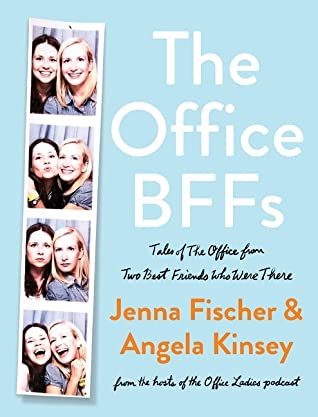 The
Office
BFFs
Tales of The Office from
Two Best Friends Who Were There
Jenna Fischer &
Angela Kinsey
from the hosts of the Office Ladies podcast